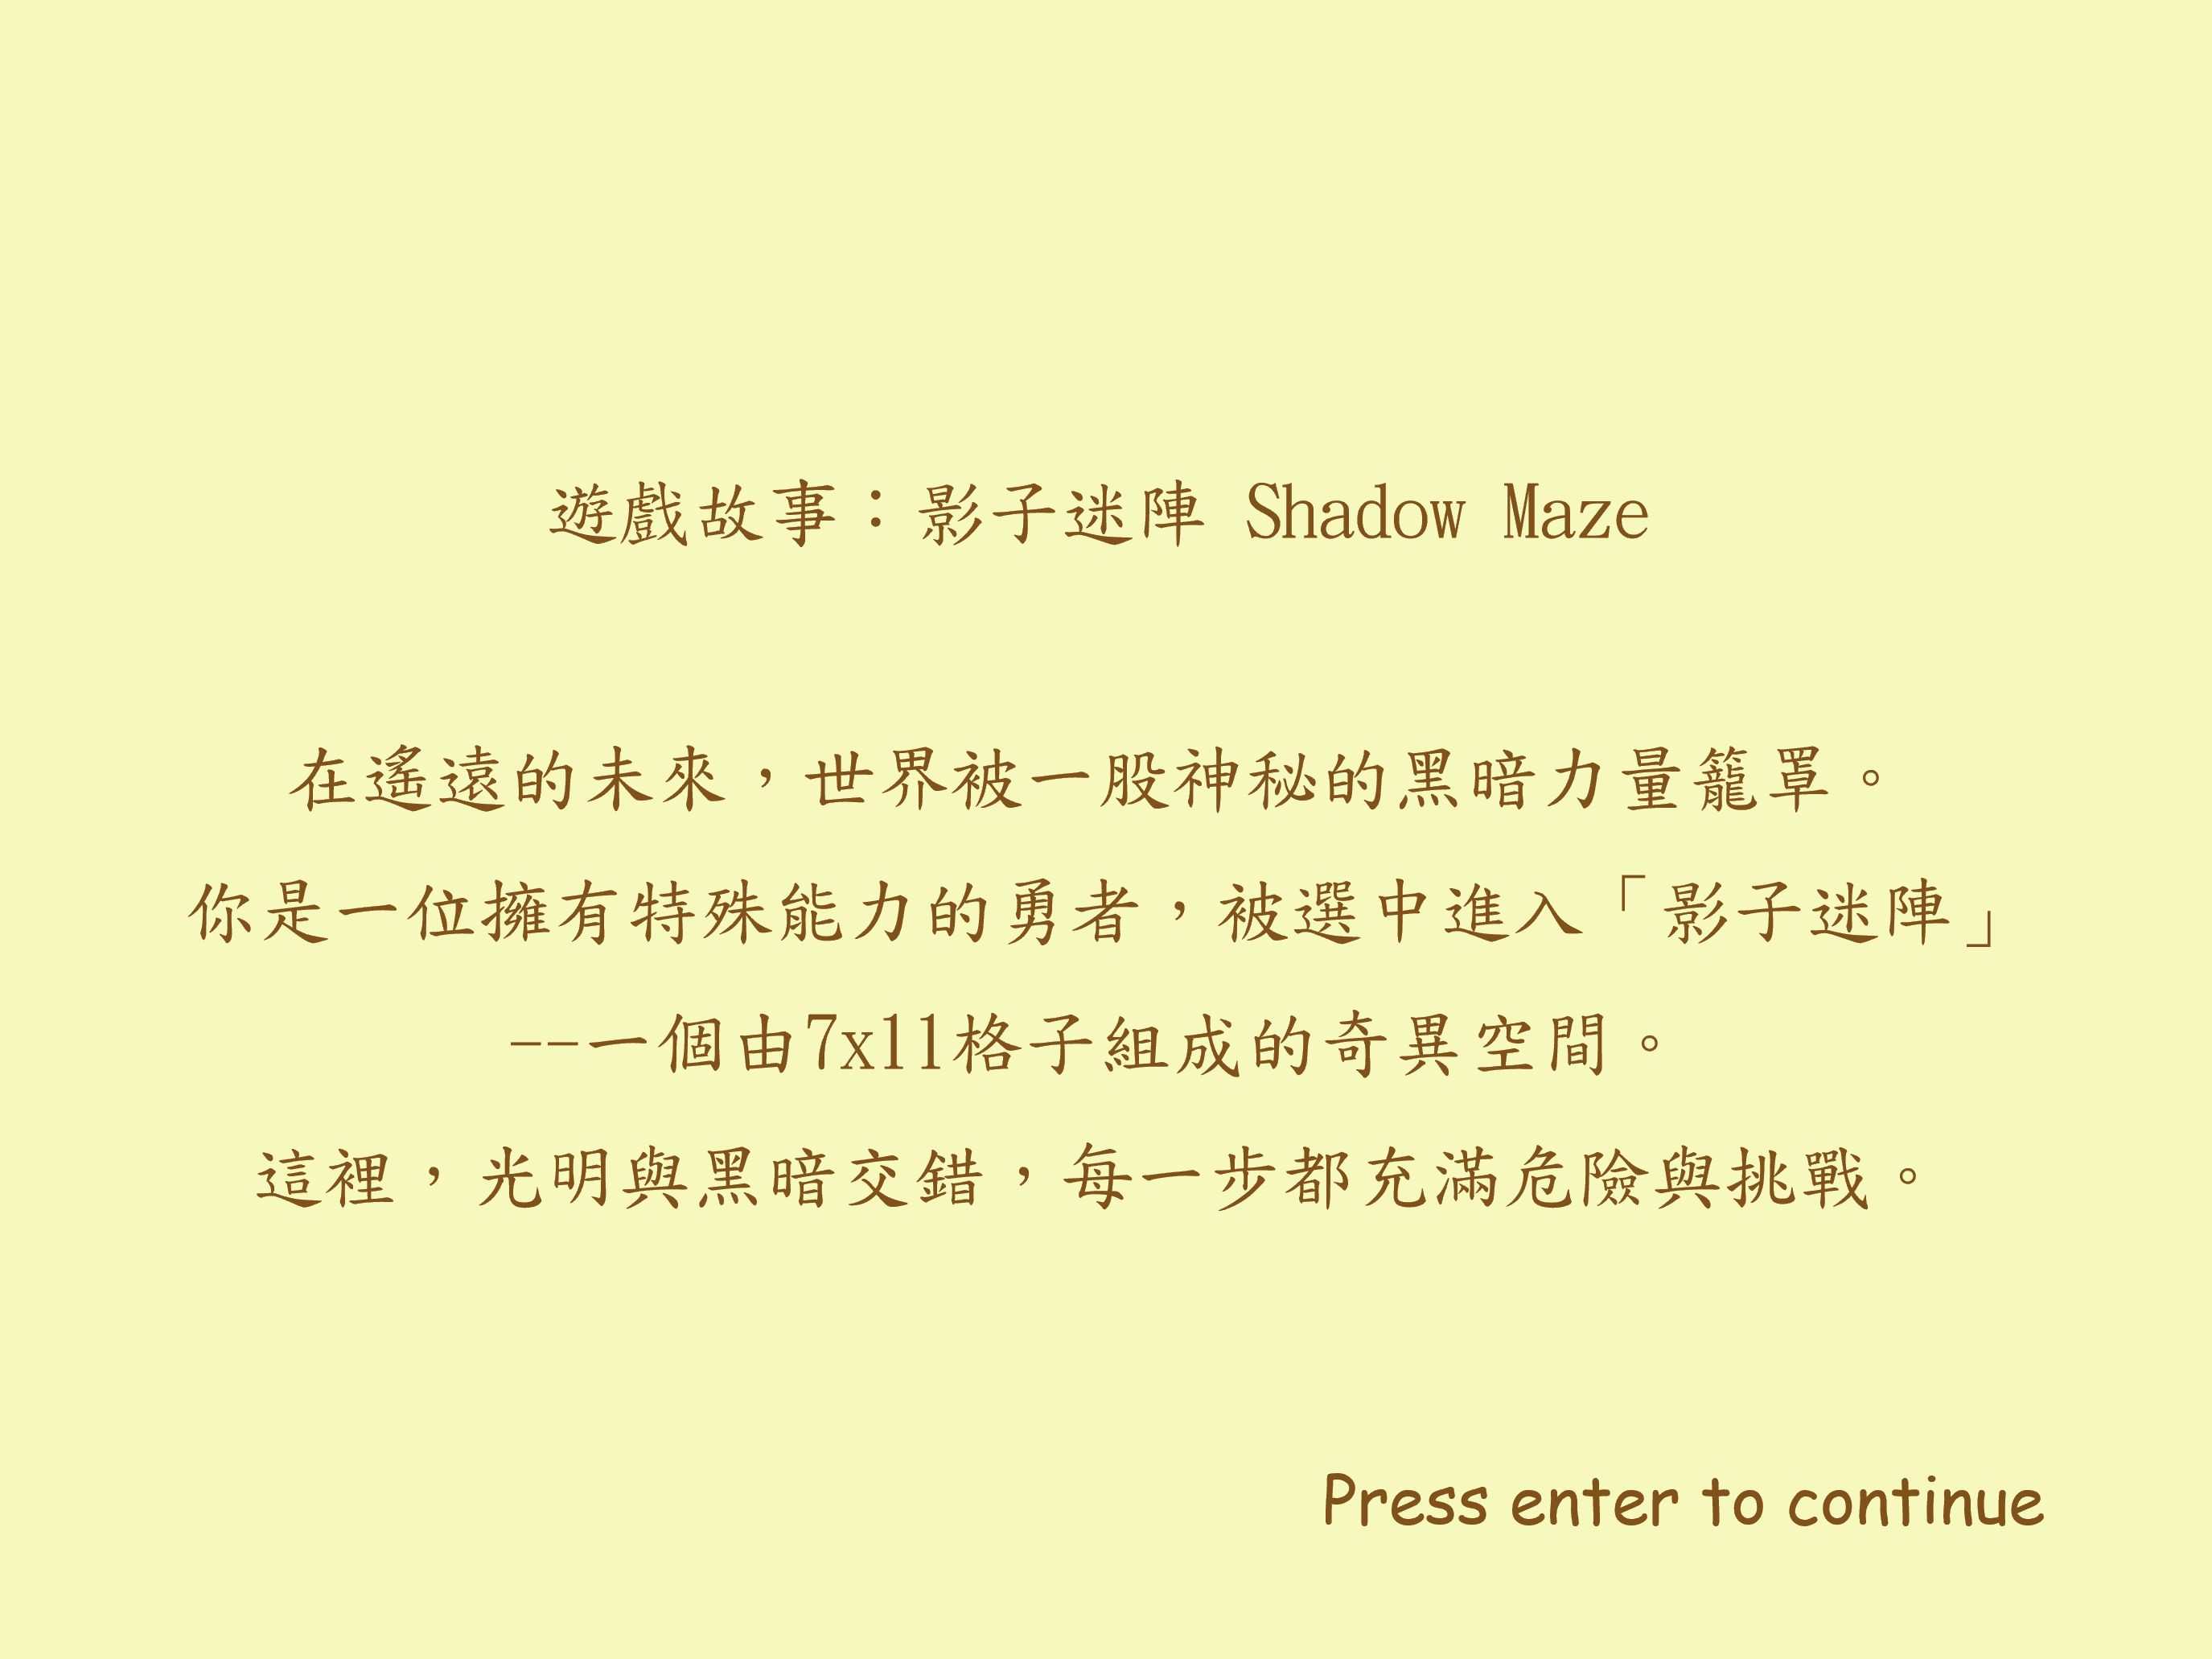 遊戲故事：影子迷陣 Shadow Maze
在遙遠的未來，世界被一股神秘的黑暗力量籠罩。
你是一位擁有特殊能力的勇者，被選中進入「影子迷陣」
--一個由7x11格子組成的奇異空間。
這裡，光明與黑暗交錯，每一步都充滿危險與挑戰。
Press enter to continue